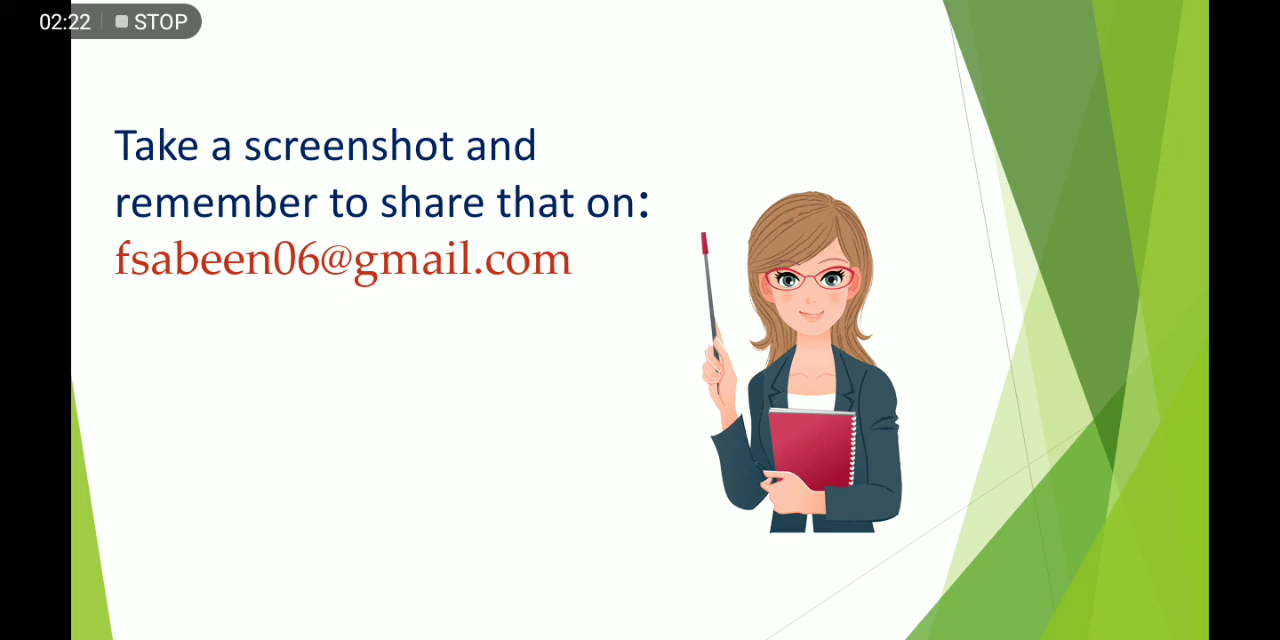 02:22 STOP
Take a screenshot and
remember to share that on:
fsabeen06@gmail.com